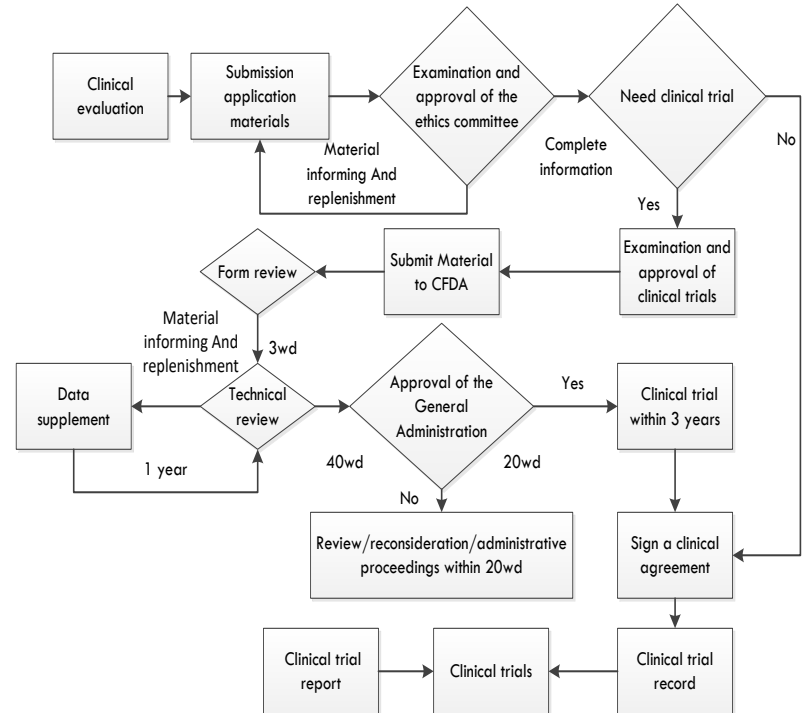 Clinical
evaluation
Submission
application
materials
Examination and
approval of the
ethics committee
Need clinical trial
No
Material
informing And
replenishment
Complete
information
Yes
Form review
Submit Material
to CFDA
Examination and
approval of
clinical trials
Material
informing And
replenishment
3wd
Data
supplement
Technical
review
Approval of the
General
Administration
Yes
Clinical trial
within 3 years
1 year
40wd
20wd
No
Review/reconsideration/administrative
proceedings within 20wd
Sign a clinical
agreement
Clinical trial
report
Clinical trials
Clinical trial
record